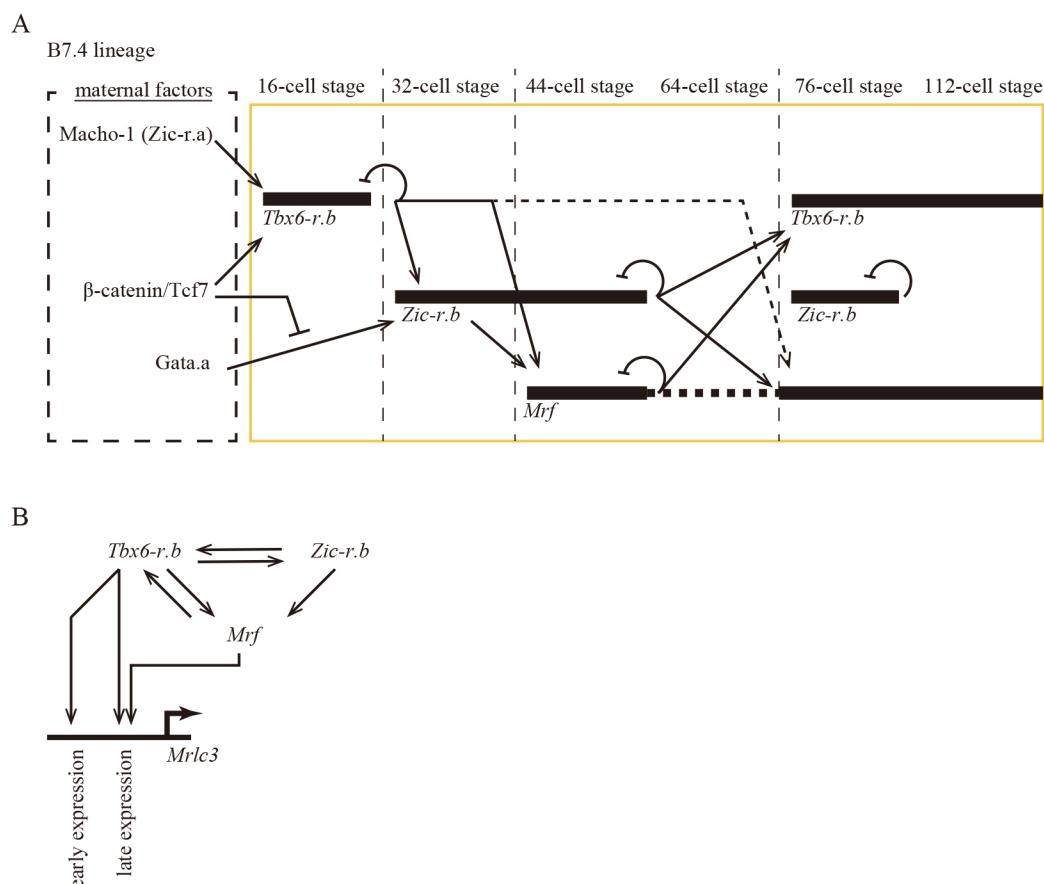 A
B7.4 lineage
maternal factors
16-cell stage 32-cell stage 44-cell stage 64-cell stage 76-cell stage 112-cell stage
Macho-1 (Zic-r.a)
Tbx6-r.b Tbx6-r.b
β-catenin/Tcf7
Zic-r.b Zic-r.b
Gata.a
Mrf
B
Tbx6-r.b Zic-r.b
Mrf
Mrlc3
early expression
late expression